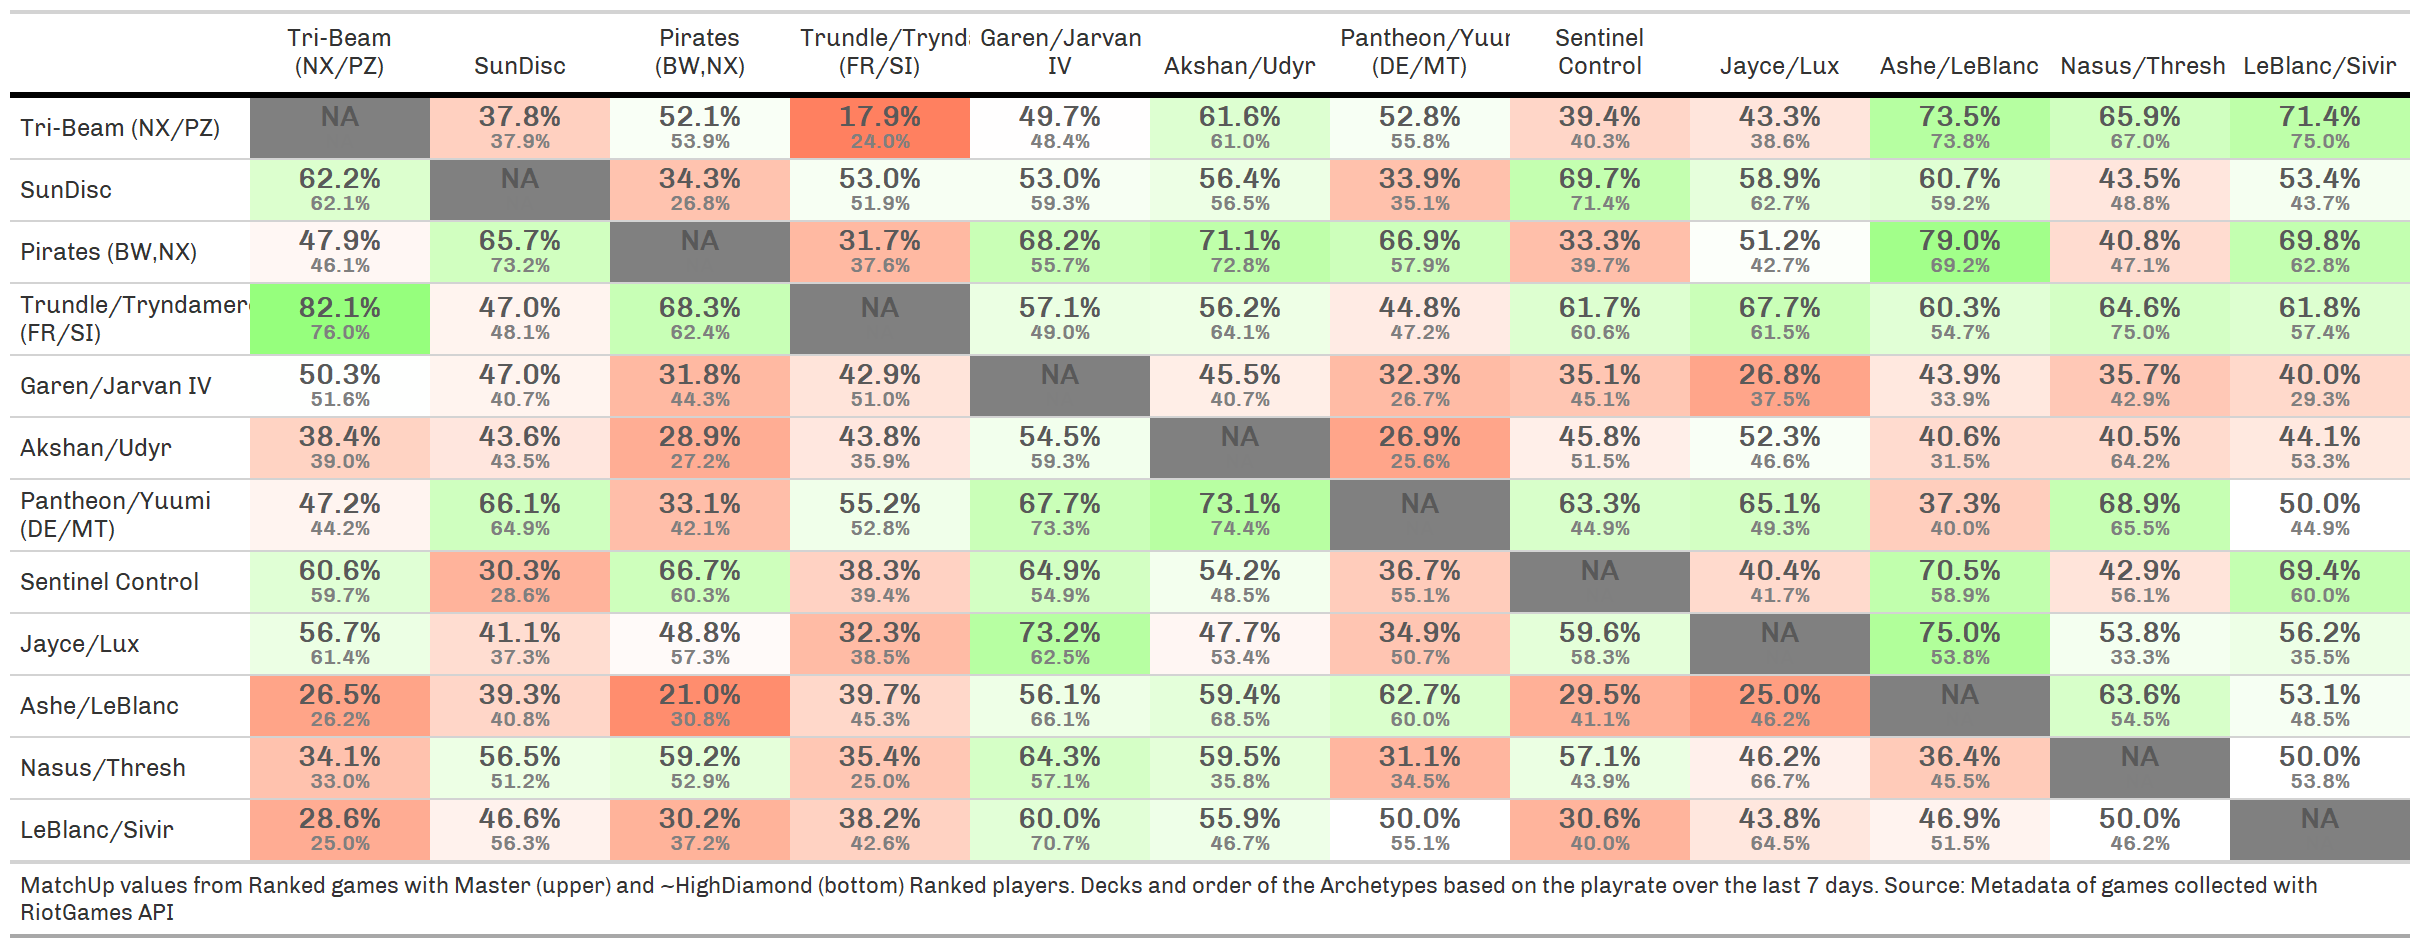 Tri-Beam (NX/PZ) SunDisc Pirates (BW,NX) Trundle/Trynda (FR/SI) Garen/Jarvan IV Akshan/Udyr Pantheon/Yuur (DE/MT) Sentinel Control Jayce/Lux Ashe/LeBlanc Nasus/Thresh LeBlanc/Sivir
Tri-Beam (NX/PZ) NA 37.8% 52.1% 17.9% 49.7% 61.6% 52.8% 39.4% 43.3% 73.5% 65.9% 71.4%
37.9% 53.9% 24.0% 48.4% 61.0% 55.8% 40.3% 38.6% 73.8% 67.0% 75.0%
SunDisc 62.2% NA 34.3% 53.0% 53.0% 56.4% 33.9% 69.7% 58.9% 60.7% 43.5% 53.4%
62.1% 26.8% 51.9% 59.3% 56.5% 35.1% 71.4% 62.7% 59.2% 48.8% 43.7%
Pirates (BW,NX) 47.9% 65.7% NA 31.7% 68.2% 71.1% 66.9% 33.3% 51.2% 79.0% 40.8% 69.8%
46.1% 73.2% 37.6% 55.7% 72.8% 57.9% 39.7% 42.7% 69.2% 47.1% 62.8%
Trundle/Tryndamer (FR/SI) 82.1% 47.0% 68.3% NA 57.1% 56.2% 44.8% 61.7% 67.7% 60.3% 64.6% 61.8%
76.0% 48.1% 62.4% 49.0% 64.1% 47.2% 60.6% 61.5% 54.7% 75.0% 57.4%
Garen/Jarvan IV 50.3% 47.0% 31.8% 42.9% NA 45.5% 32.3% 35.1% 26.8% 43.9% 35.7% 40.0%
51.6% 40.7% 44.3% 51.0% 40.7% 26.7% 45.1% 37.5% 33.9% 42.9% 29.3%
Akshan/Udyr 38.4% 43.6% 28.9% 43.8% 54.5% NA 26.9% 45.8% 52.3% 40.6% 40.5% 44.1%
39.0% 43.5% 27.2% 35.9% 59.3% 25.6% 51.5% 46.6% 31.5% 64.2% 53.3%
Pantheon/Yuumi (DE/MT) 47.2% 66.1% 33.1% 55.2% 67.7% 73.1% NA 63.3% 65.1% 37.3% 68.9% 50.0%
44.2% 64.9% 42.1% 52.8% 73.3% 74.4% 44.9% 49.3% 40.0% 65.5% 44.9%
Sentinel Control 60.6% 30.3% 66.7% 38.3% 64.9% 54.2% 36.7% NA 40.4% 70.5% 42.9% 69.4%
59.7% 28.6% 60.3% 39.4% 54.9% 48.5% 55.1% 41.7% 58.9% 56.1% 60.0%
Jayce/Lux 56.7% 41.1% 48.8% 32.3% 73.2% 47.7% 34.9% 59.6% NA 75.0% 53.8% 56.2%
61.4% 37.3% 57.3% 38.5% 62.5% 53.4% 50.7% 58.3% 53.8% 33.3% 35.5%
Ashe/LeBlanc 26.5% 39.3% 21.0% 39.7% 56.1% 59.4% 62.7% 29.5% 25.0% NA 63.6% 53.1%
26.2% 40.8% 30.8% 45.3% 66.1% 68.5% 60.0% 41.1% 46.2% 54.5% 48.5%
Nasus/Thresh 34.1% 56.5% 59.2% 35.4% 64.3% 59.5% 31.1% 57.1% 46.2% 36.4% NA 50.0%
33.0% 51.2% 52.9% 25.0% 57.1% 35.8% 34.5% 43.9% 66.7% 45.5% 53.8%
LeBlanc/Sivir 28.6% 46.6% 30.2% 38.2% 60.0% 55.9% 50.0% 30.6% 43.8% 46.9% 50.0% NA
25.0% 56.3% 37.2% 42.6% 70.7% 46.7% 55.1% 40.0% 64.5% 51.5% 46.2%
MatchUp values from Ranked games with Master (upper) and ~HighDiamond (bottom) Ranked players. Decks and order of the Archetypes based on the playrate over the last 7 days. Source: Metadata of games collected with
RiotGames API